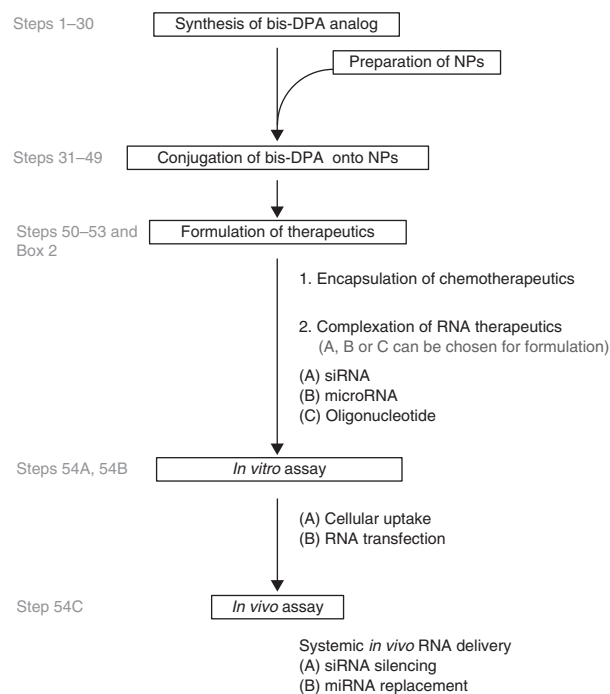 Steps 1–30
Synthesis of bis-DPA analog
Preparation of NPs
Steps 31–49
Conjugation of bis-DPA onto NPs
Steps 50–53 and
Box 2
Formulation of therapeutics
1. Encapsulation of chemotherapeutics
2. Complexation of RNA therapeutics
(A, B or C can be chosen for formulation)
(A) siRNA
(B) microRNA
(C) Oligonucleotide
Steps 54A, 54B
In vitro assay
(A) Cellular uptake
(B) RNA transfection
Step 54C
In vivo assay
Systemic in vivo RNA delivery
(A) siRNA silencing
(B) miRNA replacement